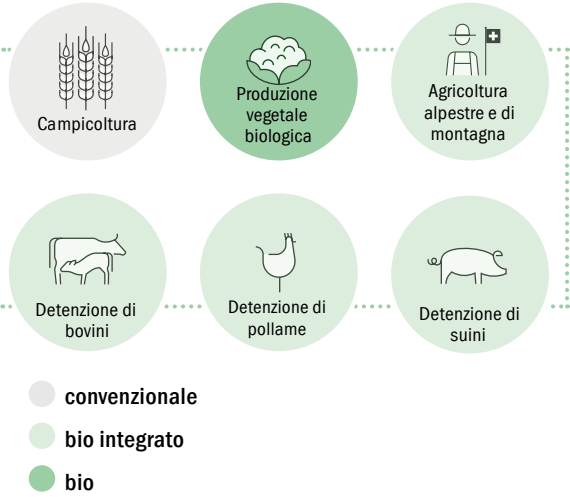 Campicoltura
Produzione
vegetale
biologica
Agricoltura
alpestre e di
montagna
Detenzione di
bovini
Detenzione di
pollame
Detenzione di
suini
convenzionale
bio integrato
bio